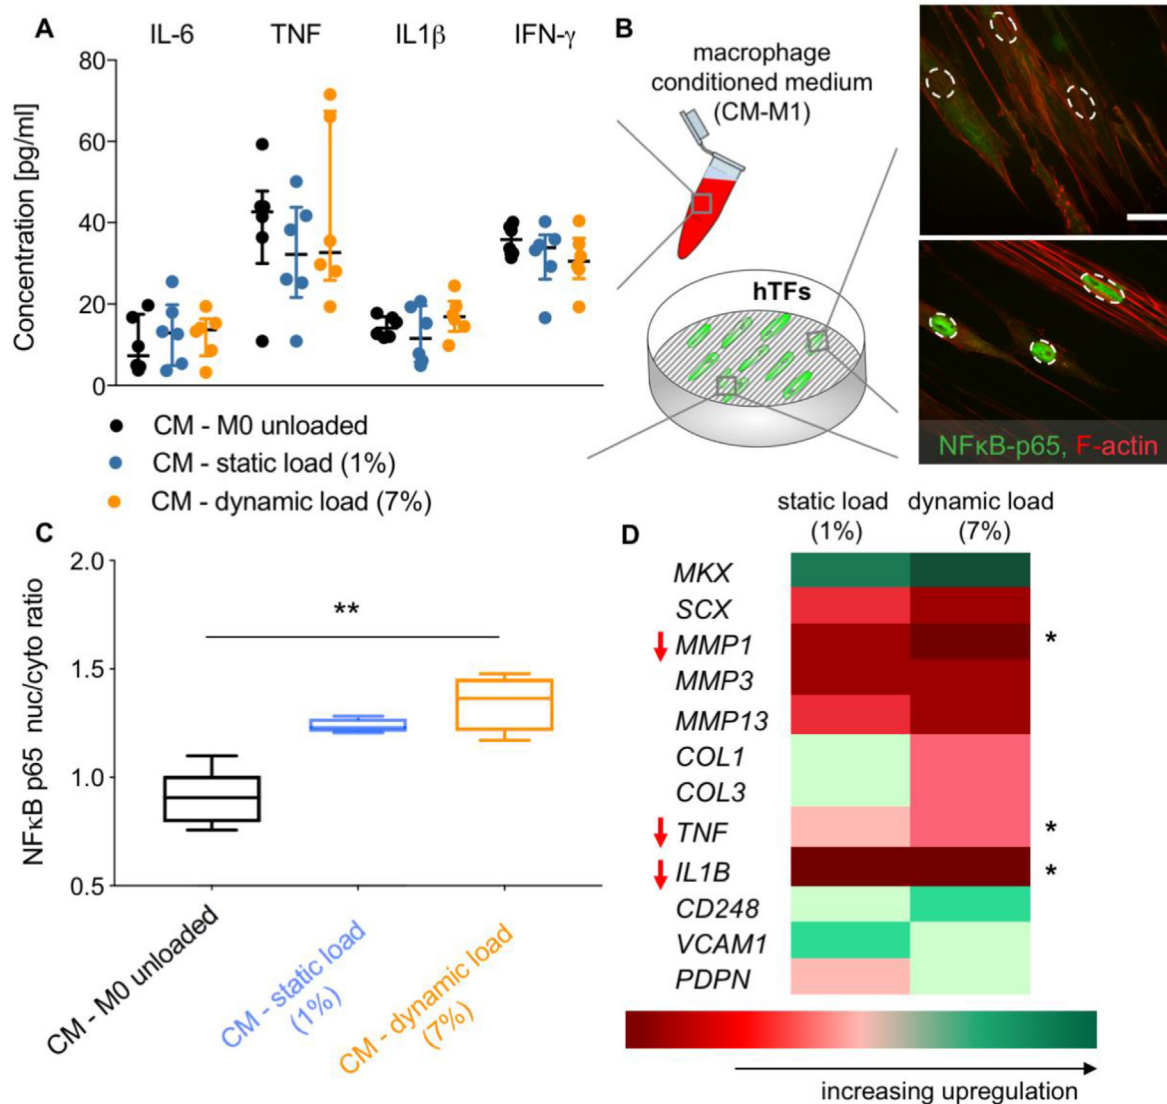 A
IL-6 TNF IL1β IFN-γ
Concentration [pg/ml]
80
60
40
20
0
CM - M0 unloaded
CM - static load (1%)
CM - dynamic load (7%)
B
macrophage
conditioned medium
(CM-M1)
hTFs
NFκB-p65, F-actin
C
NFκB p65 nuc/cyto ratio
2.0
1.5
1.0
0.5
**
CM - M0 unloaded
CM - static load
(1%)
CM - dynamic load
(7%)
D
static load dynamic load
(1%) (7%)
MKX
SCX
MMP1 *
MMP3
MMP13
COL1
COL3
TNF *
IL1B *
CD248
VCAM1
PDPN
increasing upregulation